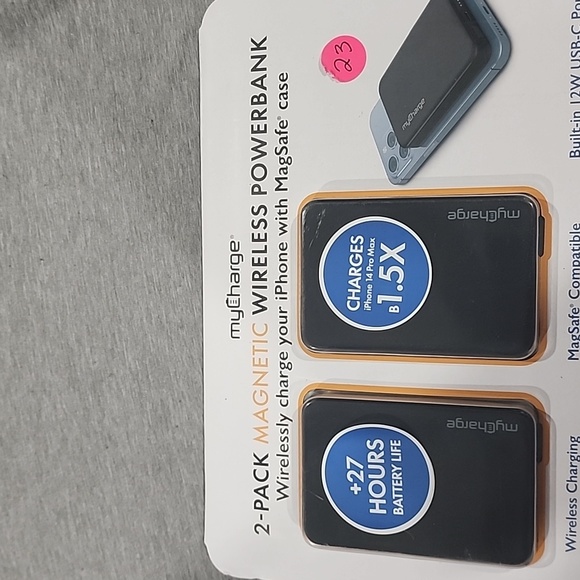 myCharge®
2-PACK MAGNETIC WIRELESS POWERBANK
Wirelessly charge your iPhone with MagSafe® case
23
myCharge
+27
HOURS
BATTERY LIFE
myCharge
CHARGES
iPhone 14 Pro Max
B 1.5X
myCharge
Wireless Charging
MagSafe® Compatible
Built-in 12W USB-C